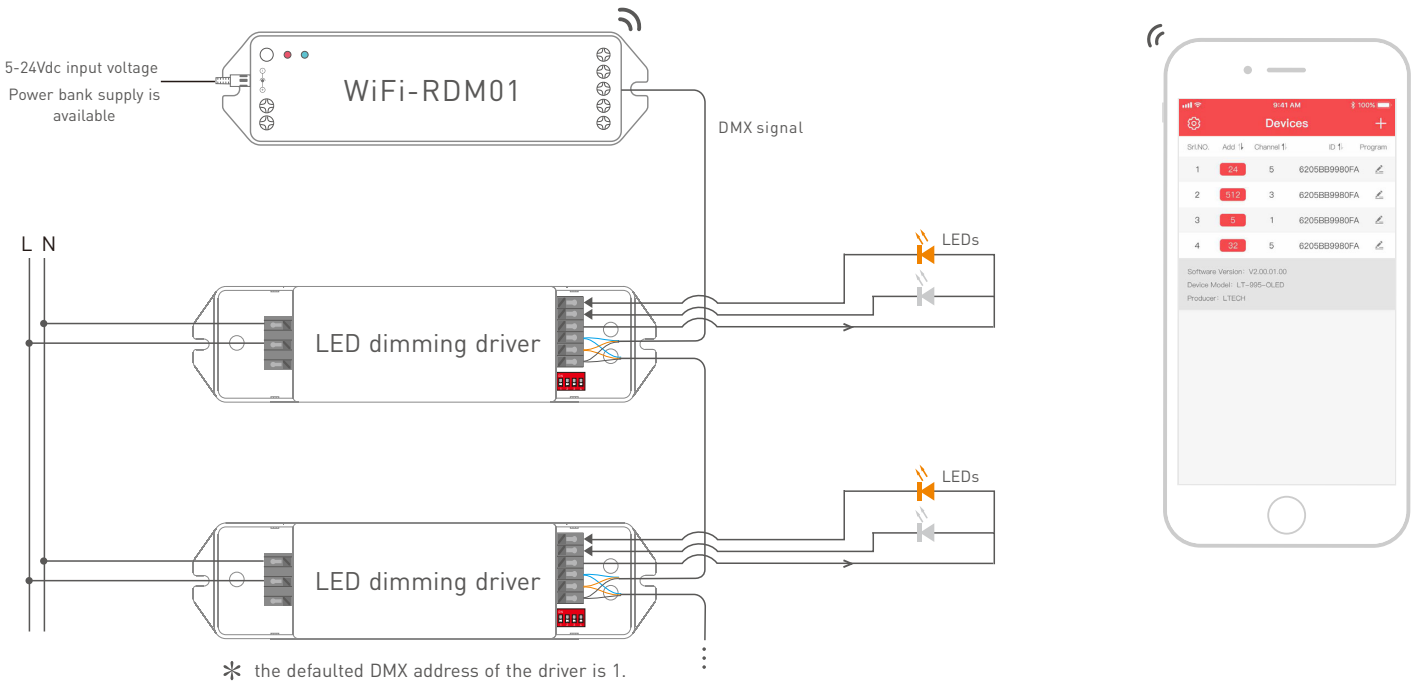 5-24Vdc input voltage
Power bank supply is
available
WiFi-RDM01
DMX signal
L N
LED dimming driver
LEDs
LED dimming driver
LEDs
* the defaulted DMX address of the driver is 1.
9:41 AM
100%
Devices
+
Srl.NO. Add Channel ID Program
1 24 5 6205BB9980FA
2 512 3 6205BB9980FA
3 5 1 6205BB9980FA
4 32 5 6205BB9980FA
Software Version: V2.00.01.00
Device Model: LT-995-OLED
Producer: LTECH